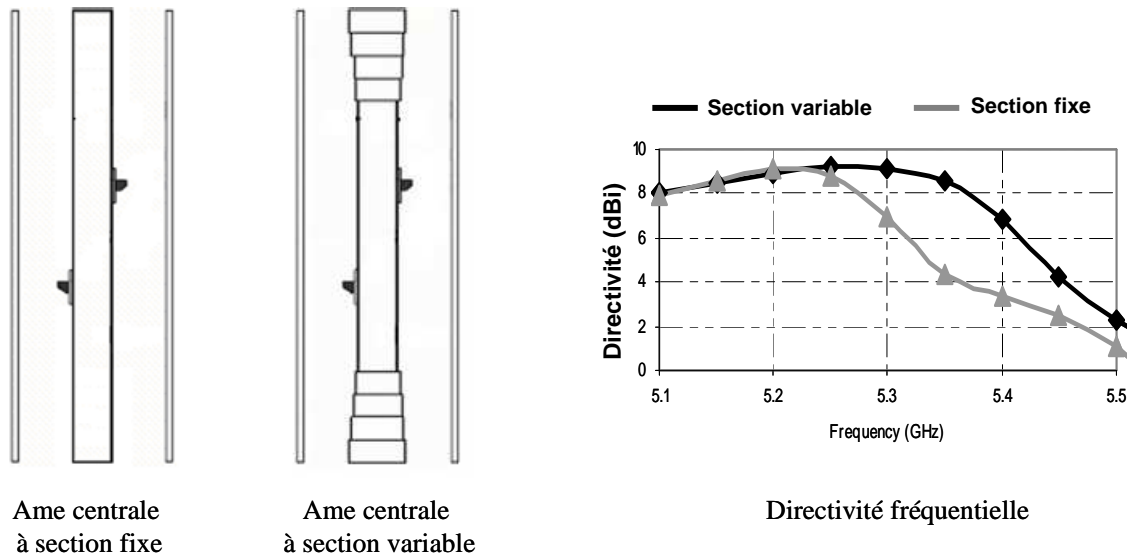 Section variable
Section fixe
10
8
6
4
2
0
Directivité (dBi)
5.1
5.2
5.3
5.4
5.5
Frequency (GHz)
Ame centrale
à section fixe
Ame centrale
à section variable
Directivité fréquentielle